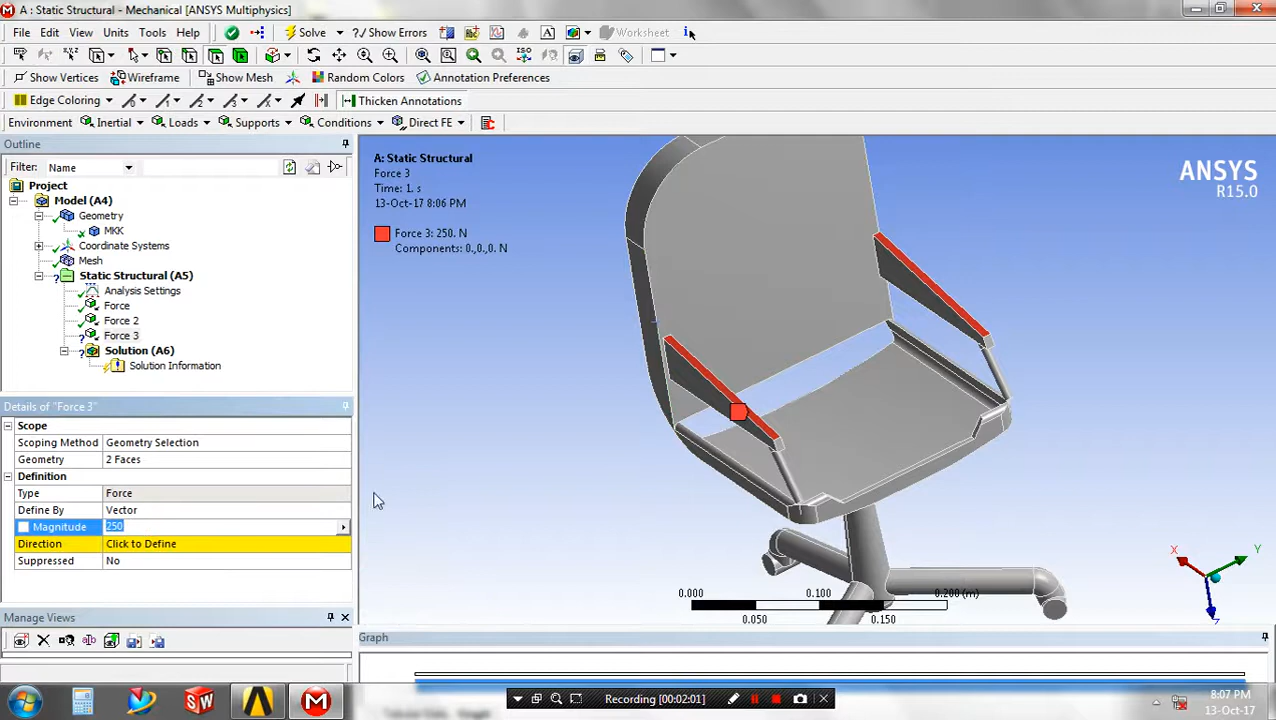 A : Static Structural - Mechanical [ANSYS Multiphysics]
File Edit View Units Tools Help Solve ?/ Show Errors Worksheet
Show Vertices Wireframe Show Mesh Random Colors Annotation Preferences
Edge Coloring Thicken Annotations
Environment Inertial Loads Supports Conditions Direct FE
Outline
Filter: Name
Project
Model (A4)
Geometry
MKK
Coordinate Systems
Mesh
Static Structural (A5)
Analysis Settings
Force
Force 2
Force 3
Solution (A6)
Solution Information
Details of "Force 3"
Scope
Scoping Method Geometry Selection
Geometry 2 Faces
Definition
Type Force
Define By Vector
Magnitude 250
Direction Click to Define
Suppressed No
Manage Views
A: Static Structural
Force 3
Time: 1. s
13-Oct-17 8:06 PM
Force 3: 250. N
Components: 0.,0.,0. N
ANSYS
R15.0
X Y
Z
0.000 0.100 0.200 (m)
0.050 0.150
Graph
Recording [00:02:01]
8:07 PM
13-Oct-17